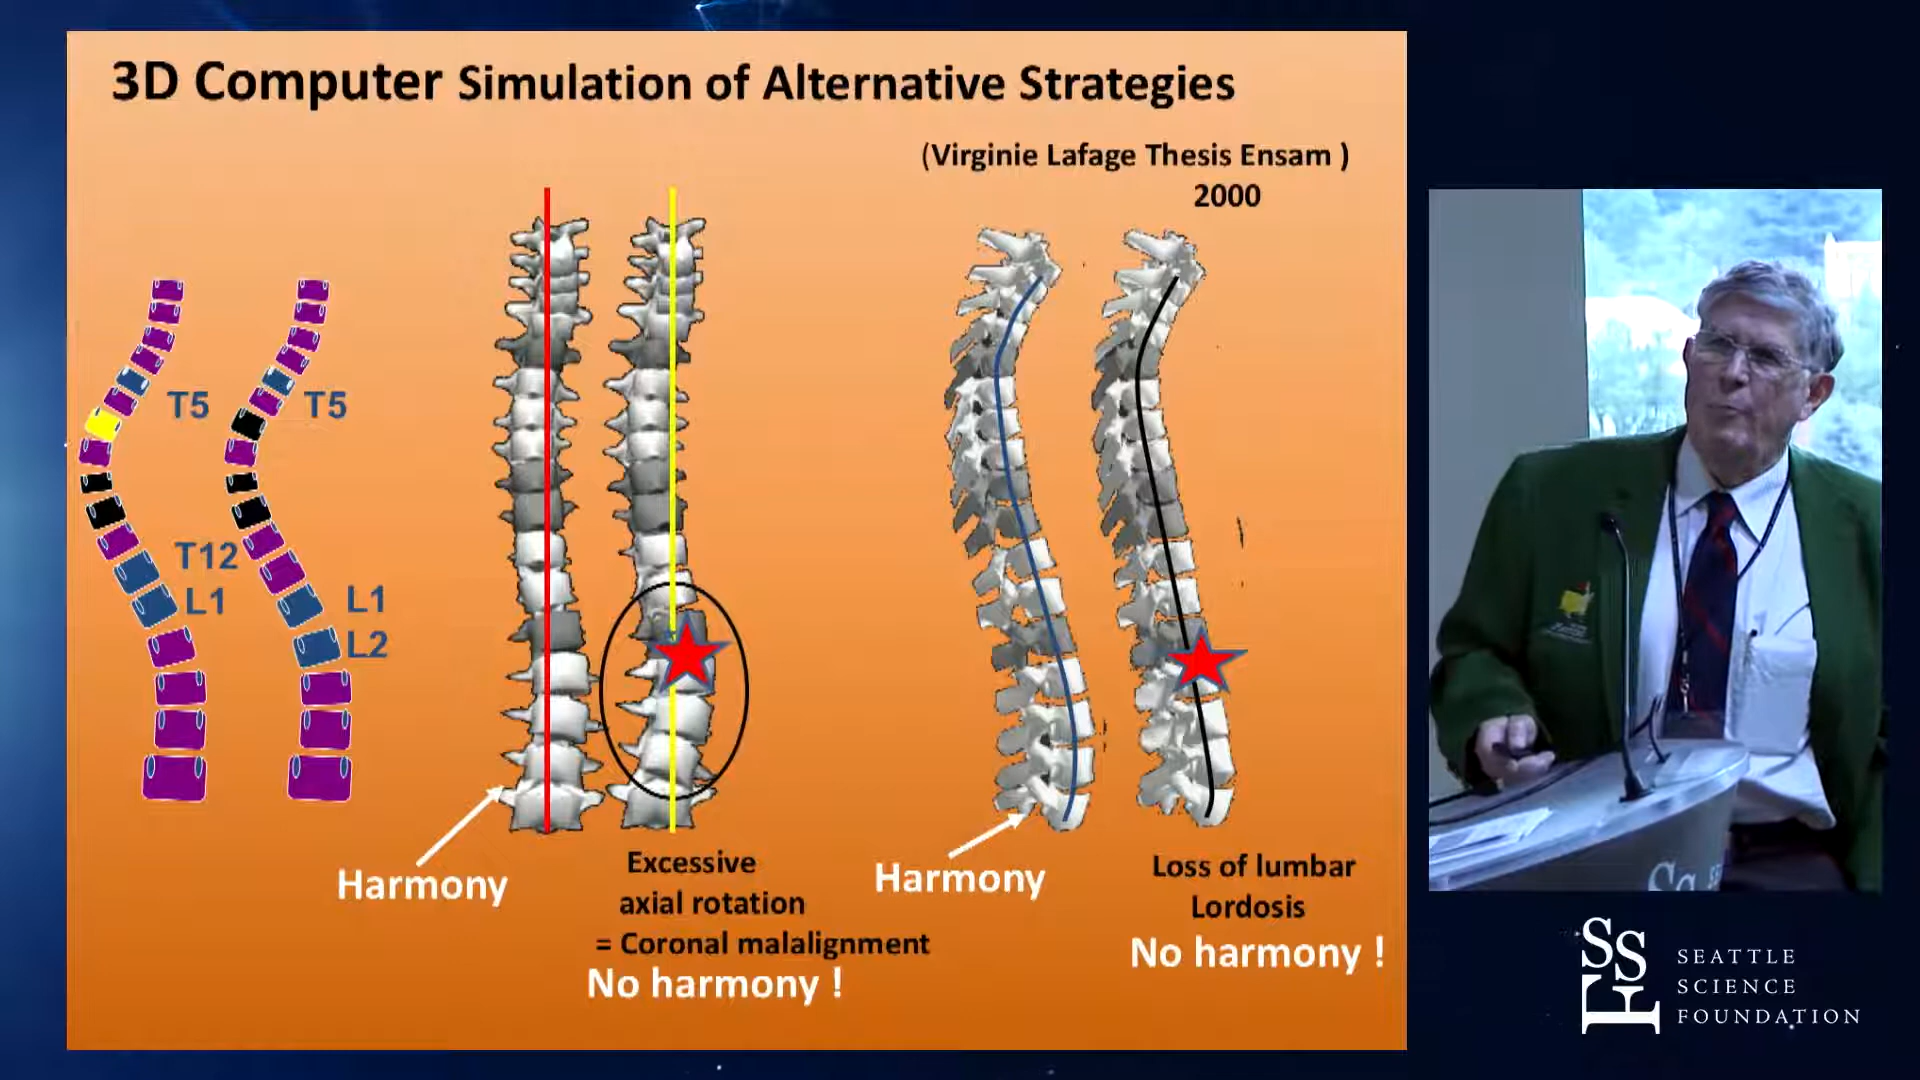 3D Computer Simulation of Alternative Strategies
(Virginie Lafage Thesis Ensam )
2000
T5
T5
T12
L1
L1
L2
Harmony
Excessive
axial rotation
= Coronal malalignment
No harmony !
Harmony
Loss of lumbar
Lordosis
No harmony !
SSF
SEATTLE
SCIENCE
FOUNDATION